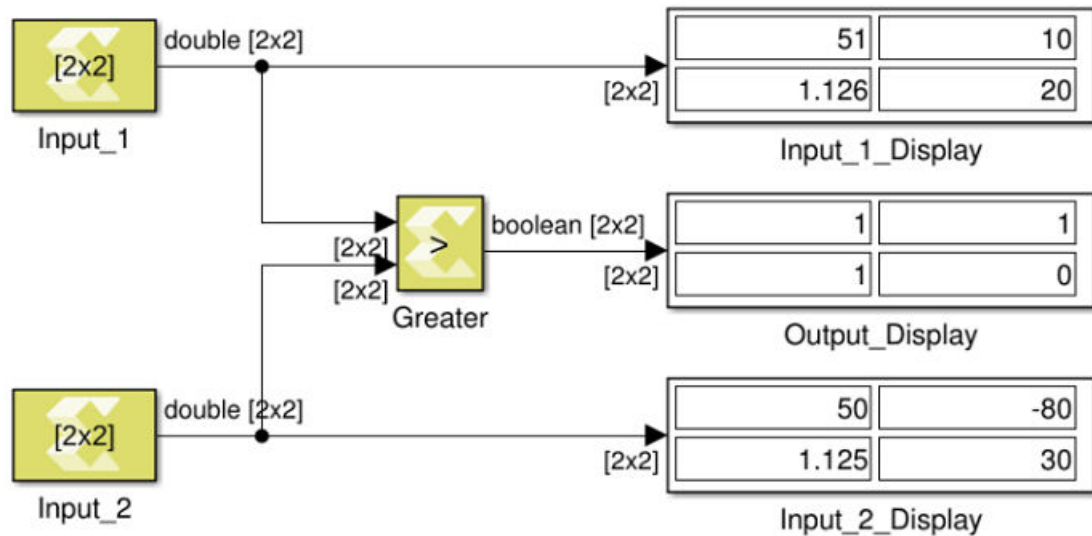 [2x2]
double [2x2]
Input_1
[2x2]
51 10
1.126 20
Input_1_Display
[2x2]
[2x2]
>
Greater
boolean [2x2]
[2x2]
1 1
1 0
Output_Display
[2x2]
double [2x2]
Input_2
[2x2]
50 -80
1.125 30
Input_2_Display